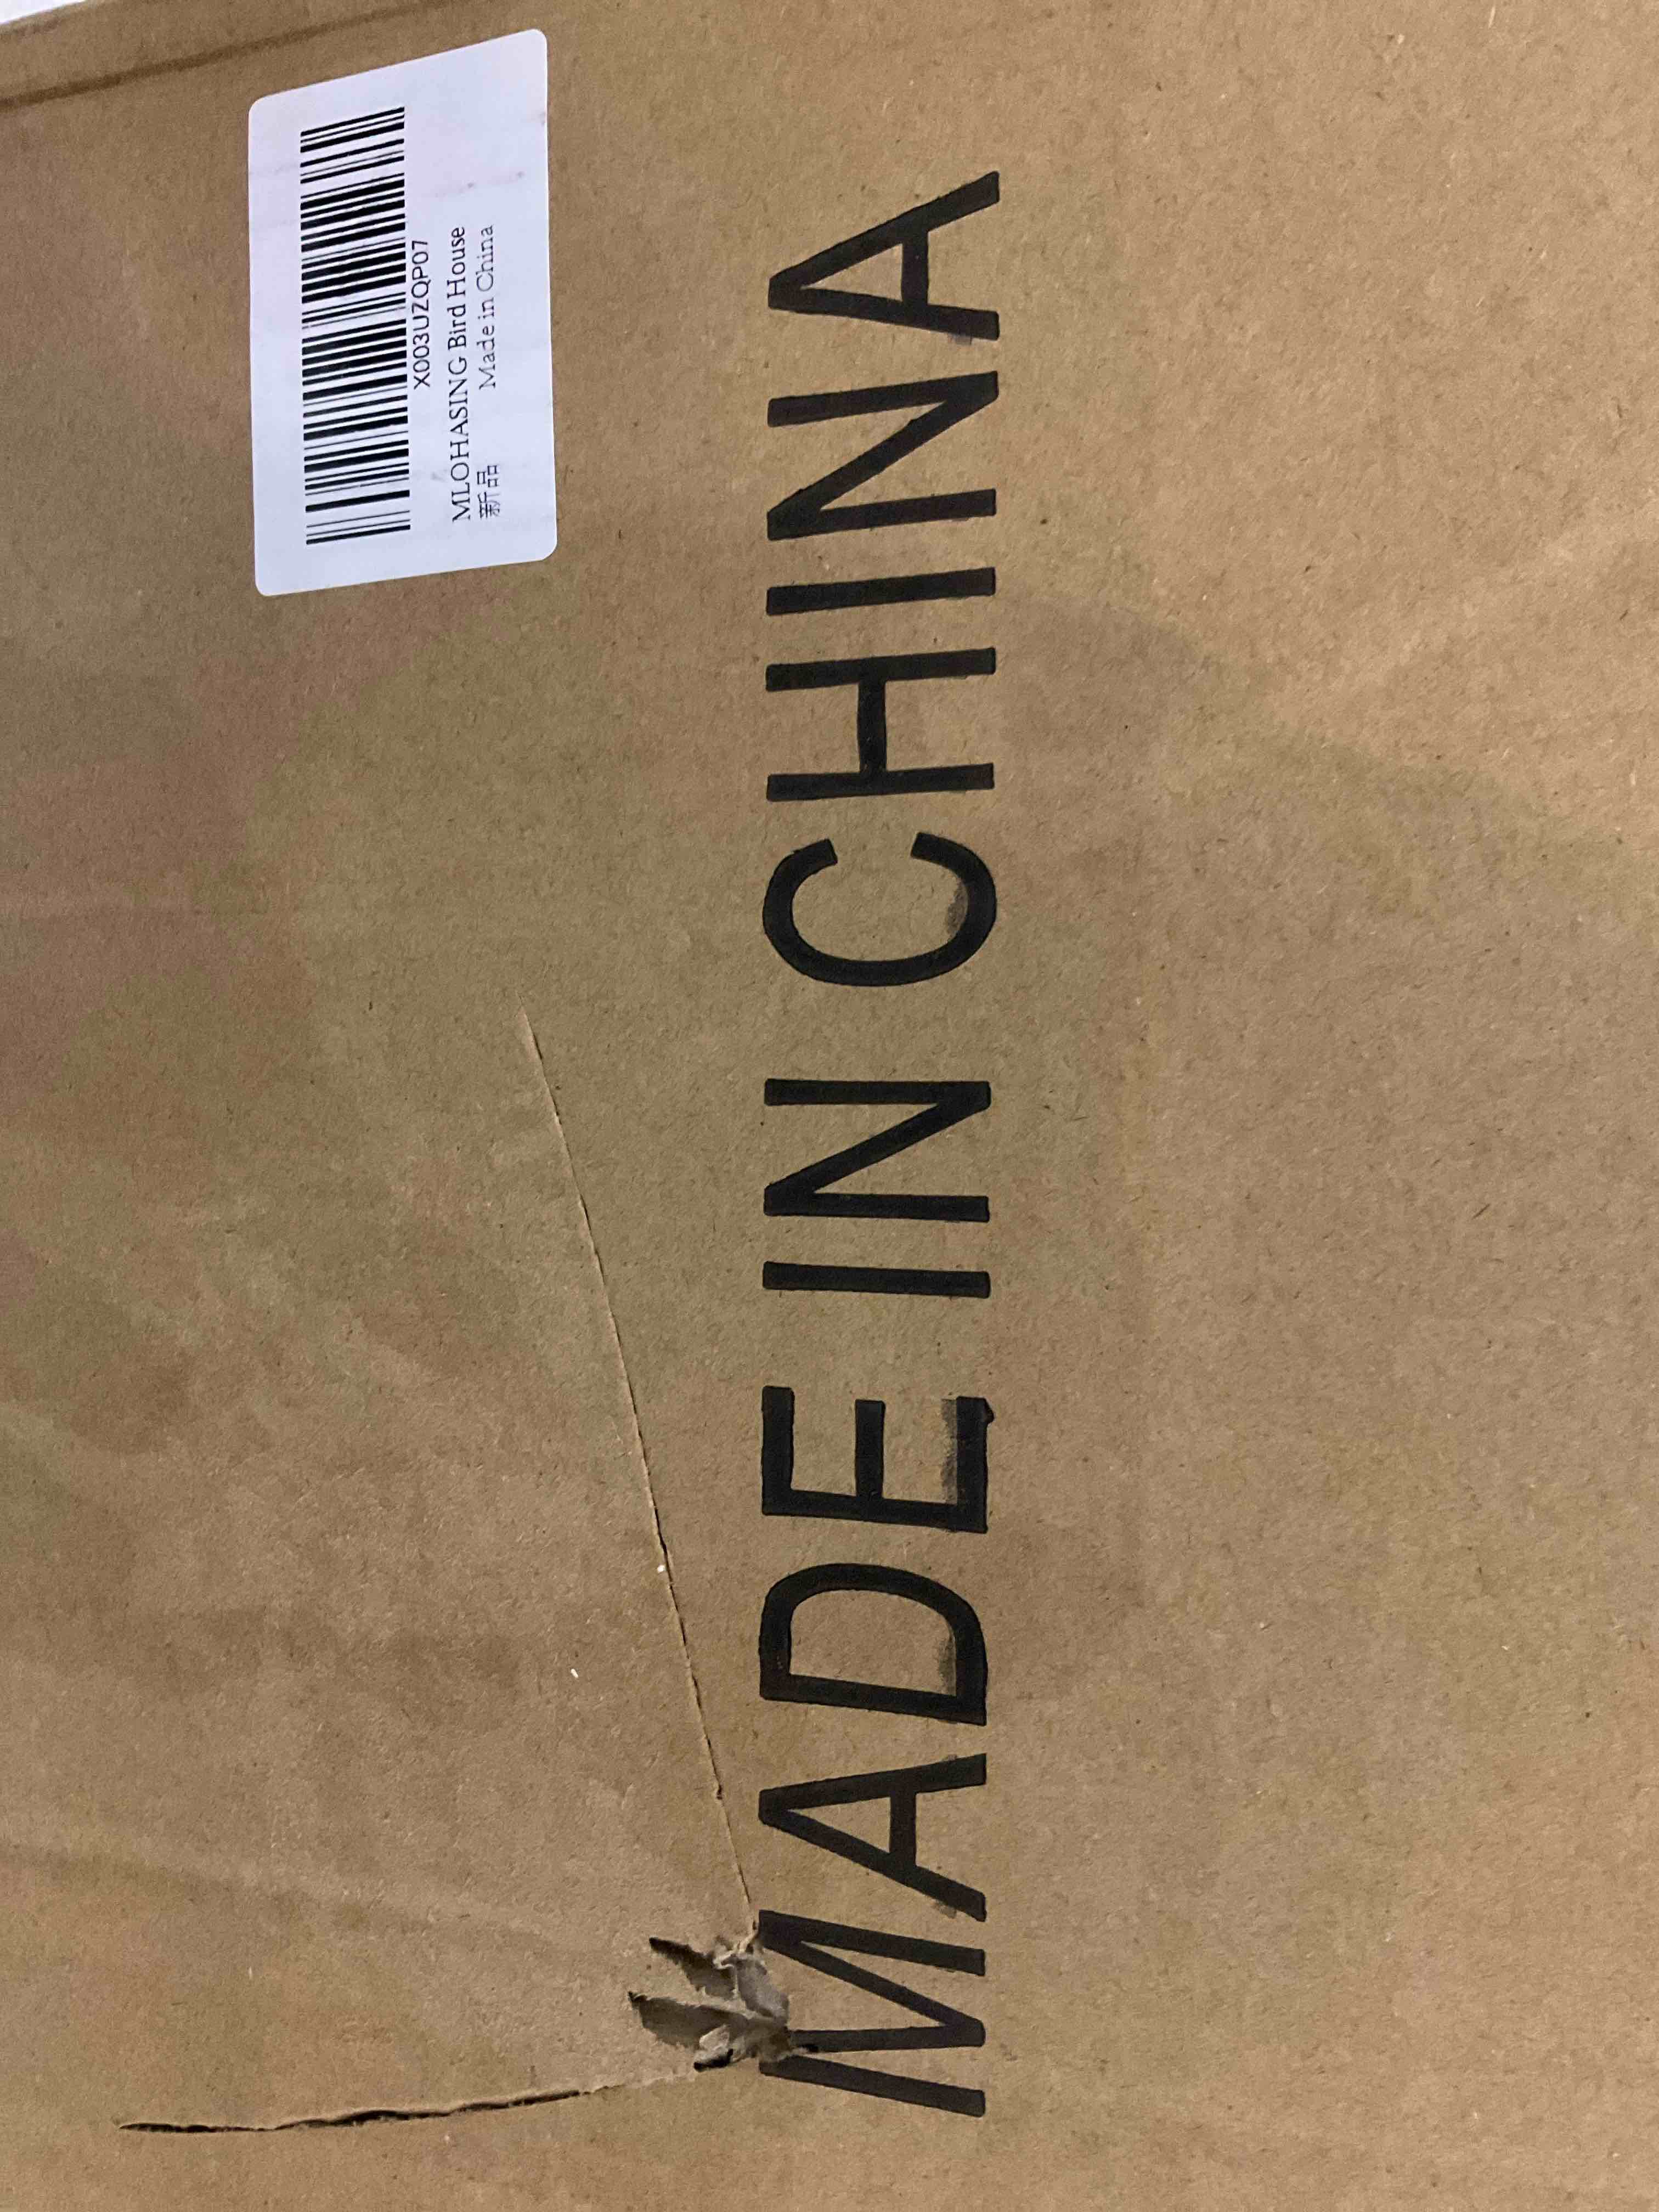 X003UZQP07
MLOHASING Bird House
新品 Made in China
MADE IN CHINA